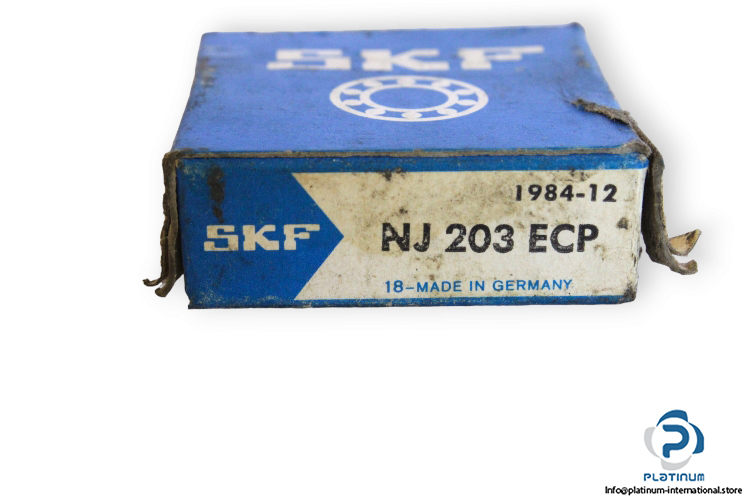 SKF
1984-12
SKF
NJ 203 ECP
18-MADE IN GERMANY
PLATINUM
Info@platinum-international.store